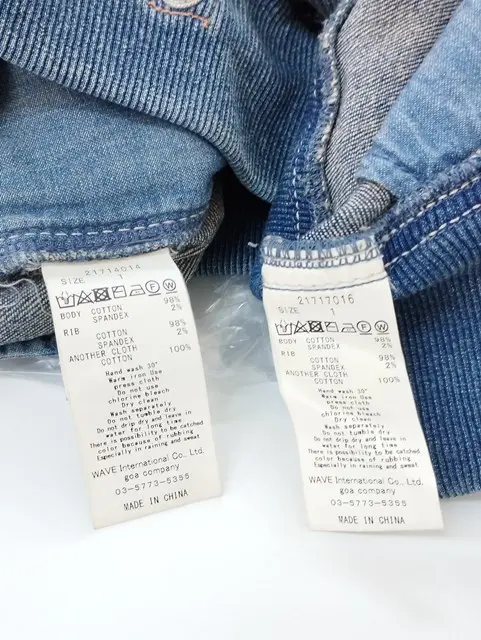 21714014
SIZE 1
BODY COTTON 98%
SPANDEX 2%
RIB
COTTON 98%
SPANDEX 2%
ANOTHER CLOTH
COTTON 100%
Hand wash 30°
Warm iron Use
press cloth
Do not use
chlorine bleach
Dry clean
Wash separately
Do not tumble dry
Do not drip dry and leave in
water for long time
There is possibility to be catched
color because of rubbing
Especially in raining and sweat
WAVE International Co., Ltd.
goa company
03-5773-5355
MADE IN CHINA
21717016
SIZE 1
BODY COTTON 98%
SPANDEX 2%
RIB
COTTON 98%
SPANDEX 2%
ANOTHER CLOTH
COTTON 100%
Hand wash 30°
Warm iron Use
press cloth
Do not use
chlorine bleach
Dry clean
Wash separately
Do not tumble dry
Do not drip dry and leave in
water for long time
There is possibility to be catched
color because of rubbing
Especially in raining and sweat
WAVE International Co., Ltd.
goa company
03-5773-5355
MADE IN CHINA